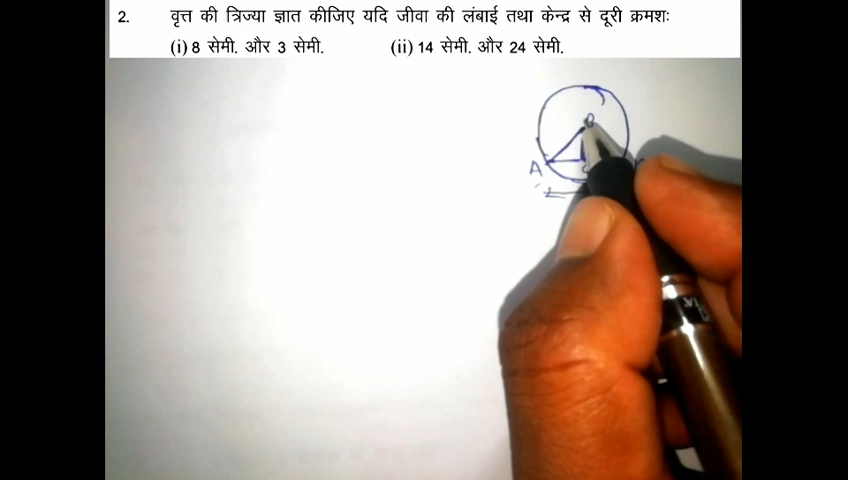 2. वृत्त की त्रिज्या ज्ञात कीजिए यदि जीवा की लंबाई तथा केन्द्र से दूरी क्रमशः
(i) 8 सेमी. और 3 सेमी. (ii) 14 सेमी. और 24 सेमी.
A